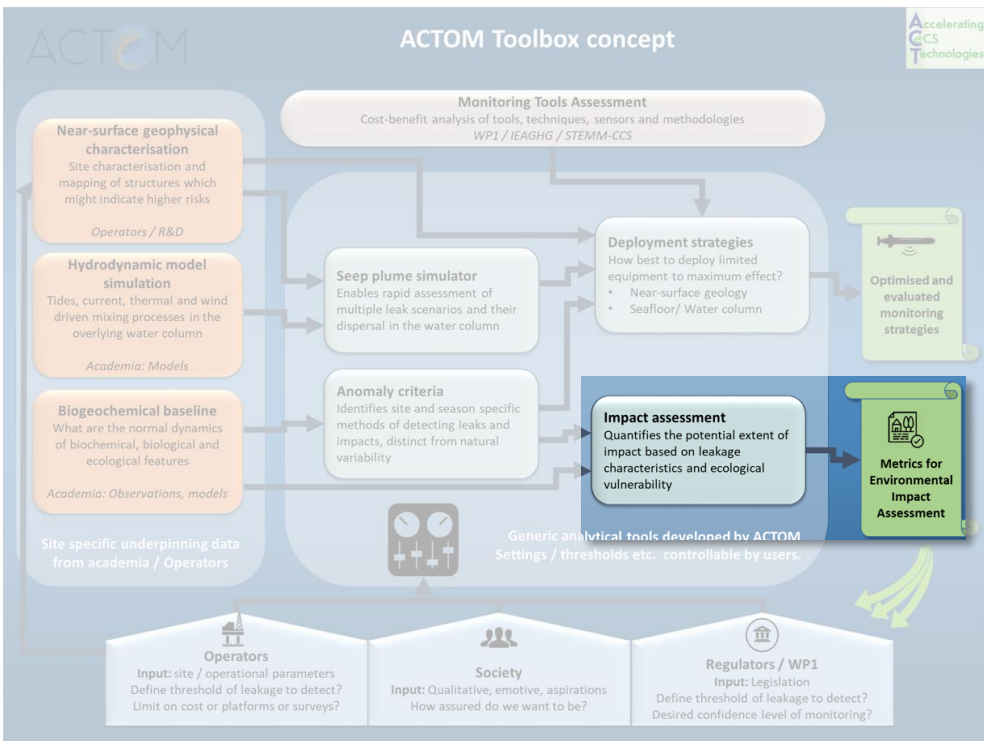 ACTOM
ACTOM Toolbox concept
Accelerating
CCS
Technologies
Monitoring Tools Assessment
Cost-benefit analysis of tools, techniques, sensors and methodologies
WP1 / IEAGHG / STEMM-CCS
Near-surface geophysical
characterisation
Site characterisation and
mapping of structures which
might indicate higher risks
Operators / R&D
Hydrodynamic model
simulation
Tides, current, thermal and wind
driven mixing processes in the
overlying water column
Academia: Models
Biogeochemical baseline
What are the normal dynamics
of biochemical, biological and
ecological features
Academia: Observations, models
Site specific underpinning data
from academia / Operators
Seep plume simulator
Enables rapid assessment of
multiple leak scenarios and their
dispersal in the water column
Anomaly criteria
Identifies site and season specific
methods of detecting leaks and
impacts, distinct from natural
variability
Deployment strategies
How best to deploy limited
equipment to maximum effect?
• Near-surface geology
• Seafloor/ Water column
Impact assessment
Quantifies the potential extent of
impact based on leakage
characteristics and ecological
vulnerability
Generic analytical tools developed by ACTOM
Settings / thresholds etc. controllable by users.
Optimised and
evaluated
monitoring
strategies
Metrics for
Environmental
Impact
Assessment
Operators
Input: site / operational parameters
Define threshold of leakage to detect?
Limit on cost or platforms or surveys?
Society
Input: Qualitative, emotive, aspirations
How assured do we want to be?
Regulators / WP1
Input: Legislation
Define threshold of leakage to detect?
Desired confidence level of monitoring?